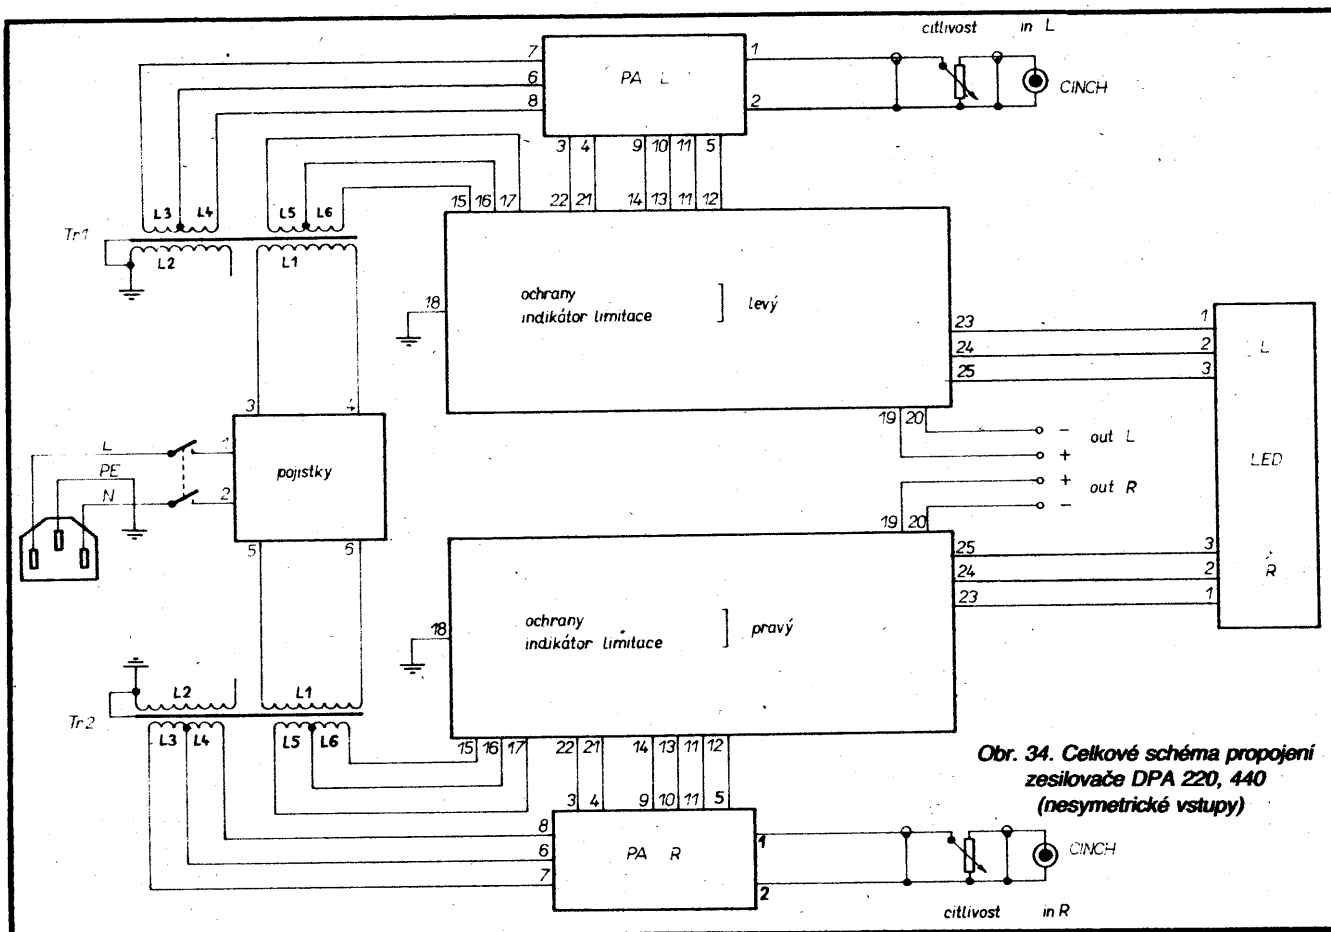 citlivost in L
7 PA L 1 CINCH
6
8 2
3 4 9 10 11 5
15 16 17 22 21 14 13 11 12
L3 L4 L5 L6
Tr1
L2 L1
18 ochrany levý
indikátor limitace
23 1
24 2 L
25 3
3 4
19 20
L 1 - out L
PE pojistky + LED
N 2 + out R
-
5 6
19 20
25 3
24 2 R
23 1
18 ochrany pravý
indikátor limitace
L2 L1
Tr2
L3 L4 L5 L6
15 16 17 22 21 14 13 11 12
3 4 9 10 11 5
Obr. 34. Celkové schéma propojení
zesilovače DPA 220, 440
(nesymetrické vstupy)
8 1
6 PA R CINCH
7 2
citlivost in R